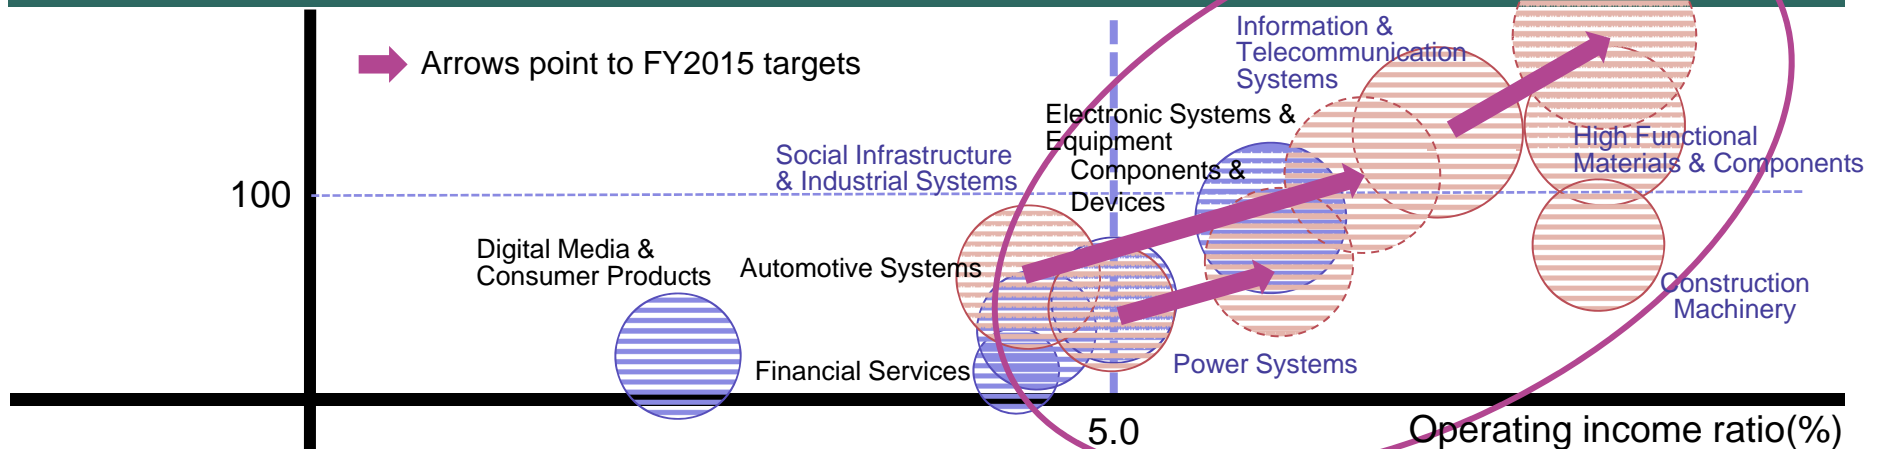 Arrows point to FY2015 targets
Information &
Telecommunication
Systems
Electronic Systems &
Equipment
Components &
Devices
Social Infrastructure
& Industrial Systems
High Functional
Materials & Components
100
Digital Media &
Consumer Products
Automotive Systems
Construction
Machinery
Financial Services
Power Systems
5.0
Operating income ratio(%)